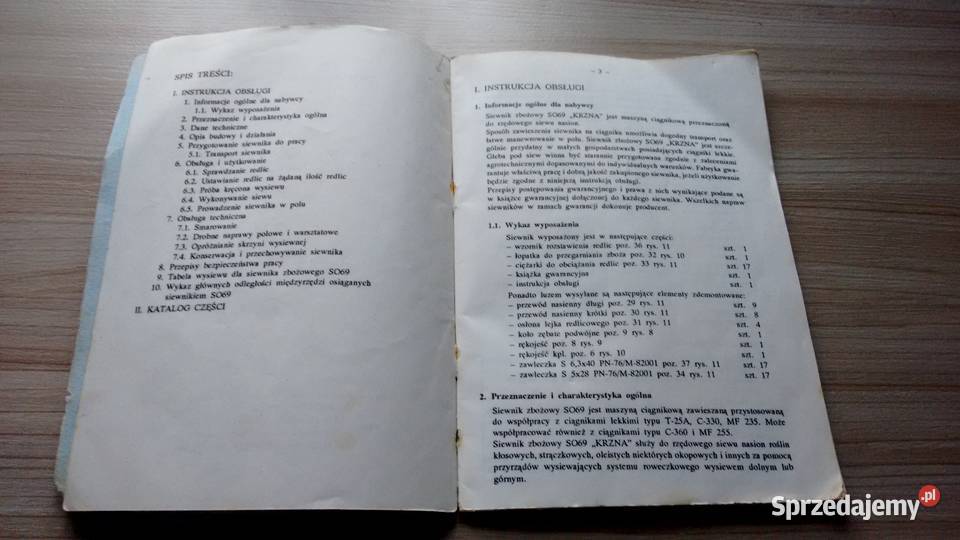 SPIS TREŚCI:
I. INSTRUKCJA OBSŁUGI
1. Informacje ogólne dla nabywcy
1.1. Wykaz wyposażenia
2. Przeznaczenie i charakterystyka ogólna
3. Dane techniczne
4. Opis budowy i działania
5. Przygotowanie siewnika do pracy
5.1. Transport siewnika
6. Obsługa i użytkowanie
6.1. Sprawdzanie redlic
6.2. Ustawianie redlic na żądaną ilość redlic
6.3. Próba kręcona wysiewu
6.4. Wykonywanie siewu
6.5. Prowadzenie siewnika w polu
7. Obsługa techniczna
7.1. Smarowanie
7.2. Drobne naprawy polowe i warsztatowe
7.3. Opróżnianie skrzyni wysiewnej
7.4. Konserwacja i przechowywanie siewnika
8. Przepisy bezpieczeństwa pracy
9. Tabela wysiewu dla siewnika zbożowego SO69
10. Wykaz głównych odległości międzyrzędzi osiąganych
siewnikiem SO69
II. KATALOG CZĘŚCI
– 3 –
I. INSTRUKCJA OBSŁUGI
1. Informacje ogólne dla nabywcy
Siewnik zbożowy SO69 „KRZNA" jest maszyną ciągnikową przeznaczoną
do rzędowego siewu nasion.
Sposób zawieszenia siewnika na ciągniku umożliwia dogodny transport oraz
łatwe manewrowanie w polu. Siewnik zbożowy SO69 „KRZNA" jest szcze-
gólnie przydatny w małych gospodarstwach posiadających ciągniki lekkie.
Gleba pod siew winna być starannie przygotowana zgodnie z zaleceniami
agrotechnicznymi dopasowanymi do indywidualnych warunków. Fabryka gwa-
rantuje właściwą pracę i dobrą jakość zakupionego siewnika, jeżeli użytkowanie
będzie zgodne z niniejszą instrukcją obsługi.
Przepisy postępowania gwarancyjnego i prawa z nich wynikające podane są
w książce gwarancyjnej dołączonej do każdego siewnika. Wszelkich napraw
siewników w ramach gwarancji dokonuje producent.
1.1. Wykaz wyposażenia
Siewnik wyposażony jest w następujące części:
– wzornik rozstawienia redlic poz. 36 rys. 11 szt. 1
– łopatka do przegarniania zboża poz. 32 rys. 10 szt. 1
– ciężarki do obciążania redlic poz. 33 rys. 11 szt. 17
– książka gwarancyjna szt. 1
– instrukcja obsługi szt. 1
Ponadto luzem wysyłane są następujące elementy zdemontowane:
– przewód nasienny długi poz. 29 rys. 11 szt. 9
– przewód nasienny krótki poz. 30 rys. 11 szt. 8
– osłona lejka redlicowego poz. 31 rys. 11 szt. 4
– koło zębate podwójne poz. 9 rys. 8 szt. 1
– rękojeść poz. 8 rys. 9 szt. 1
– rękojeść kpl. poz. 6 rys. 10 szt. 1
– zawleczka S 6,3x40 PN-76/M-82001 poz. 37 rys. 11 szt. 17
– zawleczka S 5x28 PN-76/M-82001 poz. 34 rys. 11 szt. 17
2. Przeznaczenie i charakterystyka ogólna
Siewnik zbożowy SO69 jest maszyną ciągnikową zawieszaną przystosowaną
do współpracy z ciągnikami lekkimi typu T-25A, C-330, MF 235. Może
współpracować również z ciągnikami C-360 i MF 255.
Siewnik zbożowy SO69 „KRZNA" służy do rzędowego siewu nasion roślin
kłosowych, strączkowych, oleistych niektórych okopowych i innych za pomocą
przyrządów wysiewających systemu roweczkowego wysiewem dolnym lub
górnym.
Sprzedajemy.pl